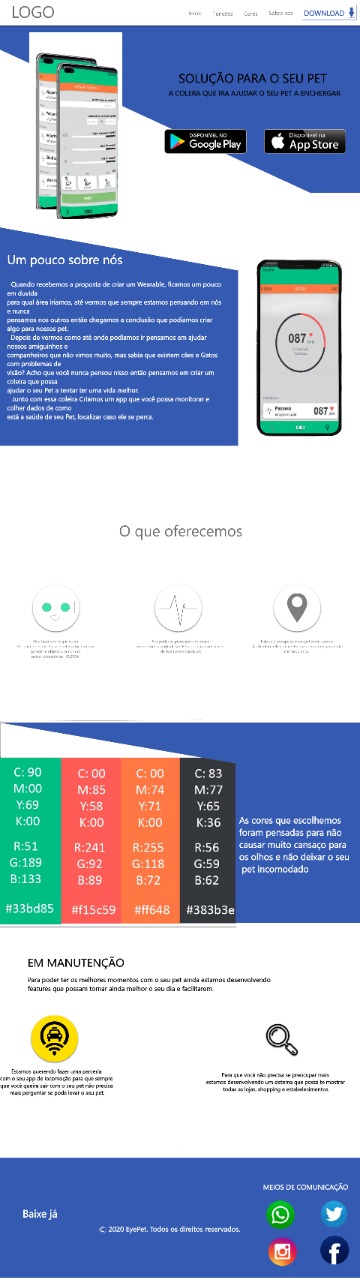 LOGO
Inicio Funções Cores Sobre nós DOWNLOAD
SOLUÇÃO PARA O SEU PET
A COLERA QUE IRA AJUDAR O SEU PET A ENCHERGAR
DISPONÍVEL NO
Google Play
Disponível na
App Store
Um pouco sobre nós
Quando recebemos a proposta de criar um Wearable, ficamos um pouco
em duvida
para qual área iríamos, até vermos que sempre estamos pensando em nós
e nunca
pensamos nos outros então chegamos a conclusão que podíamos criar
algo para nossos pet.
Depois de vermos como até onde podíamos ir pensamos em ajudar
nossos amiguinhos o
companheiros que não vimos muito, mas sabia que existem cães e Gatos
com problemas de
visão? Acho que você nunca pensou nisso então pensamos em criar um
coleira que possa
ajudar o seu Pet a tentar ter uma vida melhor.
Junto com essa coleira Criamos um app que você possa monitorar e
colher dados de como
está a saúde do seu Pet, localizar caso ele se perca.
087
Passeio
087
O que oferecemos
C: 90
M:00
Y:69
K:00
R:51
G:189
B:133
#33bd85
C: 00
M:85
Y:58
K:00
R:241
G:92
B:89
#f15c59
C: 00
M:74
Y:71
K:00
R:255
G:118
B:72
#ff648
C: 83
M:77
Y:65
K:36
R:56
G:59
B:62
#383b3e
As cores que escolhemos
foram pensadas para não
causar muito cansaço para
os olhos e não deixar o seu
pet incomodado
EM MANUTENÇÃO
Para poder ter os melhores momentos com o seu pet ainda estamos desenvolvendo
features que possam tornar ainda melhor o seu dia e facilitarem.
Estamos querendo fazer uma parceria
com o seu app de locomoção para que sempre
que você queira sair com o seu pet não precisa
mais perguntar se pode levar o seu pet.
Para que você não precisa se preocupar mais
estamos desenvolvendo um sistema que possa te mostrar
todas as lojas, shopping e estabelecimentos.
MEIOS DE COMUNICAÇÃO
Baixe já
© 2020 EyePet. Todos os direitos reservados.